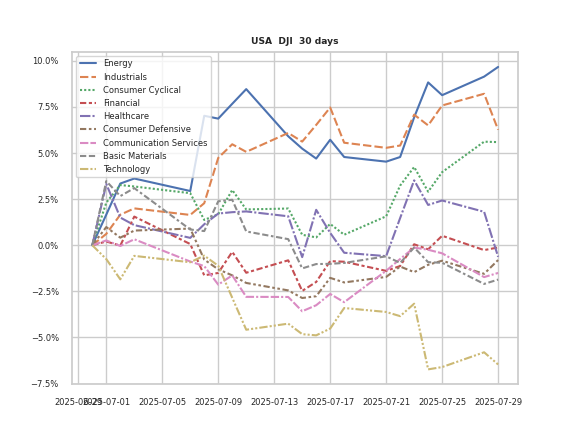 USA DJI 30 days
10.0%
7.5%
5.0%
2.5%
0.0%
−2.5%
−5.0%
−7.5%
Energy
Industrials
Consumer Cyclical
Financial
Healthcare
Consumer Defensive
Communication Services
Basic Materials
Technology
2025-07-01 2025-07-05 2025-07-09 2025-07-13 2025-07-17 2025-07-21 2025-07-25 2025-07-29